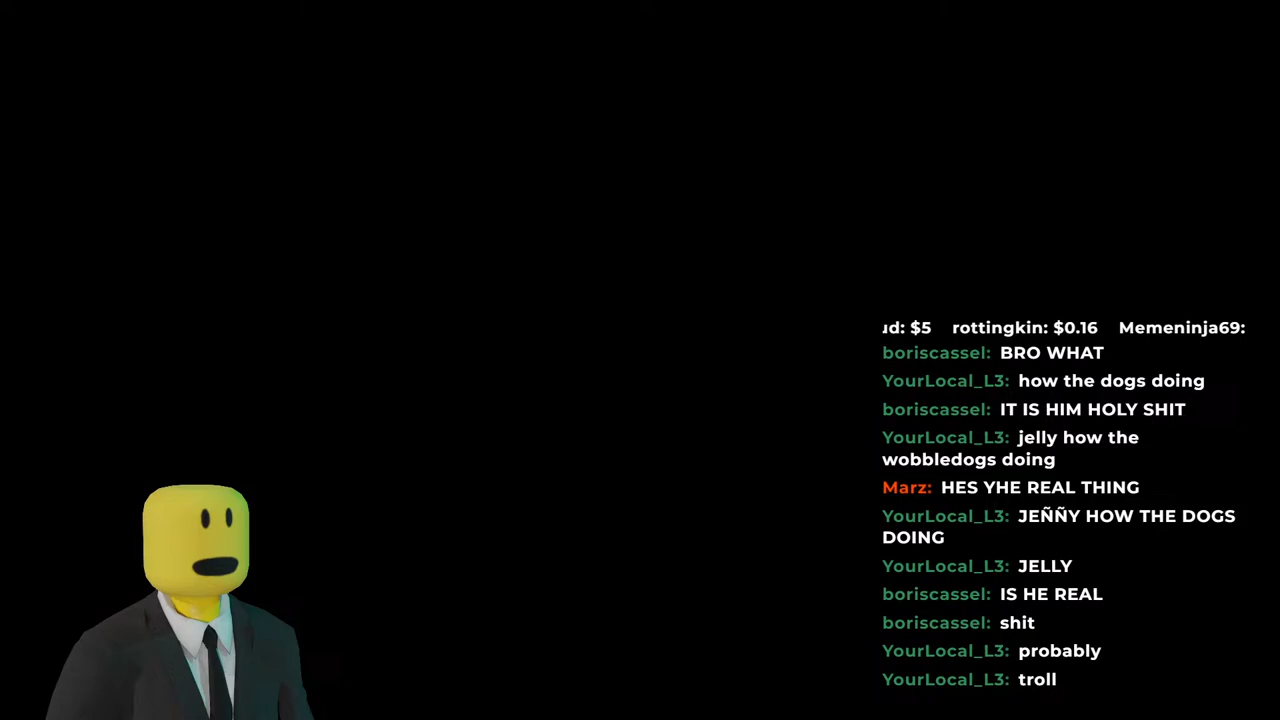 ud: $5 rottingkin: $0.16 Mememinja69:
boriscassel: BRO WHAT
YourLocal_L3: how the dogs doing
boriscassel: IT IS HIM HOLY SHIT
YourLocal_L3: jelly how the
wobbledogs doing
Marz: HES YHE REAL THING
YourLocal_L3: JEÑÑY HOW THE DOGS
DOING
YourLocal_L3: JELLY
boriscassel: IS HE REAL
boriscassel: shit
YourLocal_L3: probably
YourLocal_L3: troll